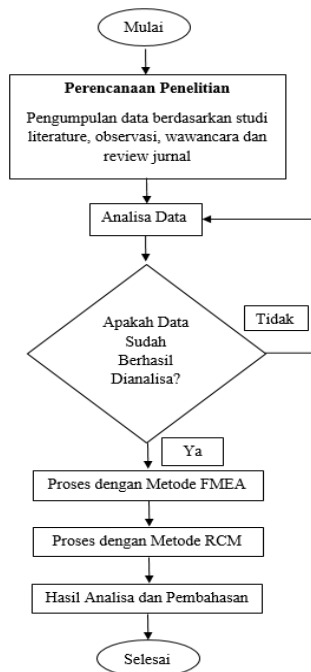 Mulai
Perencanaan Penelitian
Pengumpulan data berdasarkan studi
literature, observasi, wawancara dan
review jurnal
Analisa Data
Apakah Data
Sudah
Berhasil
Dianalisa?
Tidak
Ya
Proses dengan Metode FMEA
Proses dengan Metode RCM
Hasil Analisa dan Pembahasan
Selesai